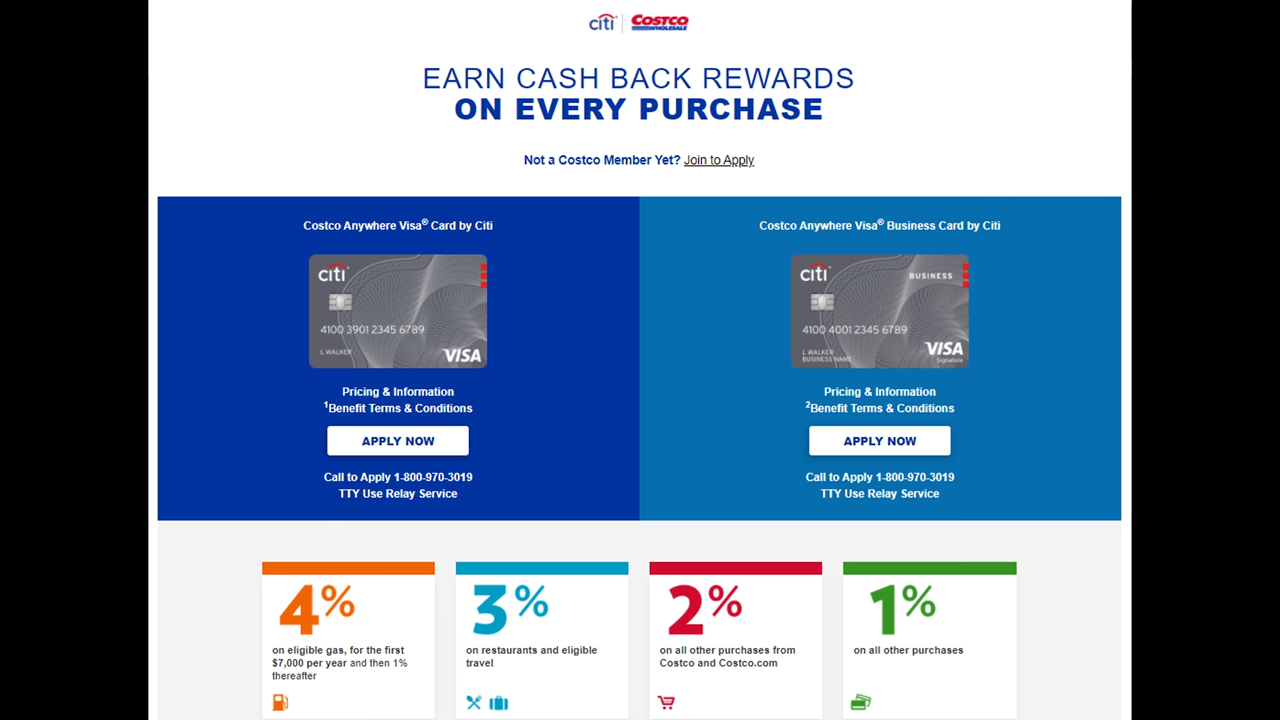 citi | COSTCO WHOLESALE
EARN CASH BACK REWARDS
ON EVERY PURCHASE
Not a Costco Member Yet? Join to Apply
Costco Anywhere Visa® Card by Citi
citi
4100 3901 2345 6789
L WALKER
VISA
Pricing & Information
¹Benefit Terms & Conditions
APPLY NOW
Call to Apply 1-800-970-3019
TTY Use Relay Service
Costco Anywhere Visa® Business Card by Citi
citi
BUSINESS
4100 4001 2345 6789
L WALKER
BUSINESS NAME
VISA
Signature
Pricing & Information
²Benefit Terms & Conditions
APPLY NOW
Call to Apply 1-800-970-3019
TTY Use Relay Service
4%
on eligible gas, for the first
$7,000 per year and then 1%
thereafter
3%
on restaurants and eligible
travel
2%
on all other purchases from
Costco and Costco.com
1%
on all other purchases